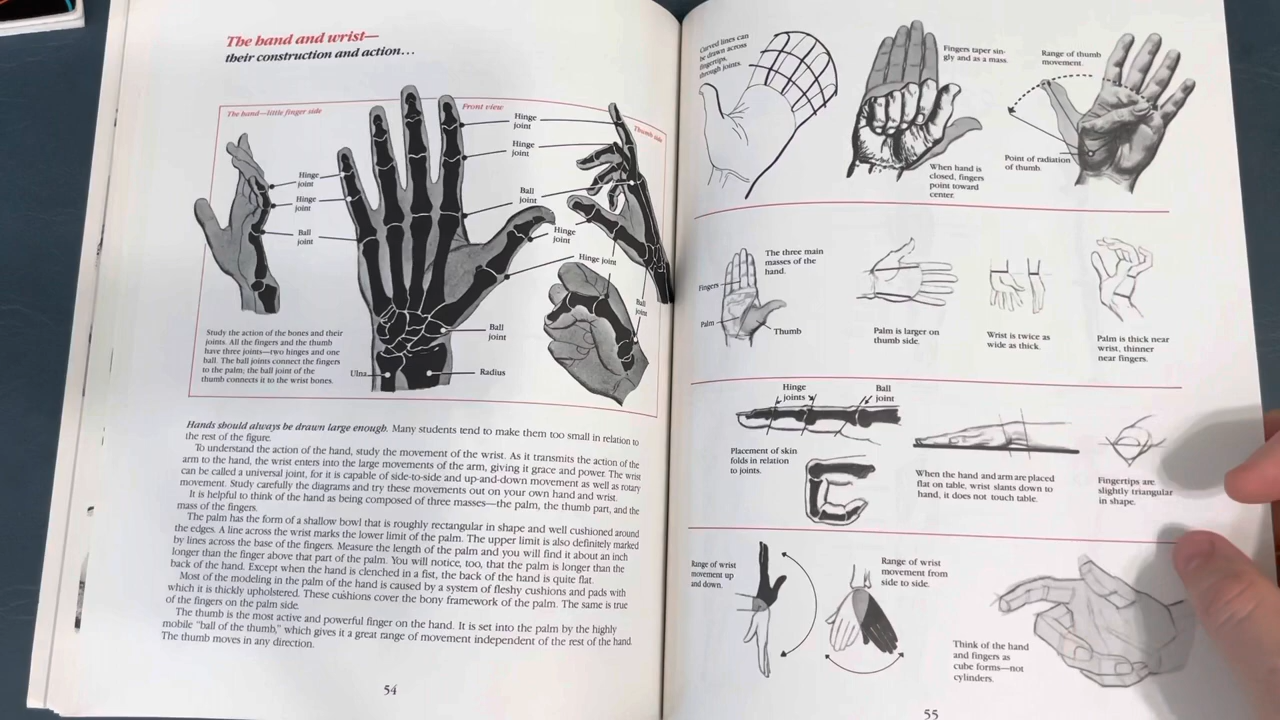 The hand and wrist—
their construction and action...
The hand—little finger side
Front view
Thumb side
Hinge
joint
Hinge
joint
Ball
joint
Hinge
joint
Hinge
joint
Ball
joint
Hinge
joint
Hinge joint
Ball
joint
Ball
joint
Ulna
Radius
Study the action of the bones and their
joints. All the fingers and the thumb
have three joints—two hinges and one
ball. The ball joints connect the fingers
to the palm; the ball joint of the
thumb connects it to the wrist bones.
Hands should always be drawn large enough. Many students tend to make them too small in relation to
the rest of the figure.
To understand the action of the hand, study the movement of the wrist. As it transmits the action of the
arm to the hand, the wrist enters into the large movements of the arm, giving it grace and power. The wrist
can be called a universal joint, for it is capable of side-to-side and up-and-down movement as well as rotary
movement. Study carefully the diagrams and try these movements out on your own hand and wrist.
It is helpful to think of the hand as being composed of three masses—the palm, the thumb part, and the
mass of the fingers.
The palm has the form of a shallow bowl that is roughly rectangular in shape and well cushioned around
the edges. A line across the wrist marks the lower limit of the palm. The upper limit is also definitely marked
by lines across the base of the fingers. Measure the length of the palm and you will find it about an inch
longer than the finger above that part of the palm. You will notice, too, that the palm is longer than the
back of the hand. Except when the hand is clenched in a fist, the back of the hand is quite flat.
Most of the modeling in the palm of the hand is caused by a system of fleshy cushions and pads with
which it is thickly upholstered. These cushions cover the bony framework of the palm. The same is true
of the fingers on the palm side.
The thumb is the most active and powerful finger on the hand. It is set into the palm by the highly
mobile "ball of the thumb," which gives it a great range of movement independent of the rest of the hand.
The thumb moves in any direction.
54
Curved lines can
be drawn across
fingertips,
through joints.
Fingers taper sin-
gly and as a mass.
When hand is
closed, fingers
point toward
center.
Range of thumb
movement.
Point of radiation
of thumb.
Fingers
Palm
Thumb
The three main
masses of the
hand.
Palm is larger on
thumb side.
Wrist is twice as
wide as thick.
Palm is thick near
wrist, thinner
near fingers.
Hinge
joints
Ball
joint
Placement of skin
folds in relation
to joints.
When the hand and arm are placed
flat on table, wrist slants down to
hand, it does not touch table.
Fingertips are
slightly triangular
in shape.
Range of wrist
movement up
and down.
Range of wrist
movement from
side to side.
Think of the hand
and fingers as
cube forms—not
cylinders.
55